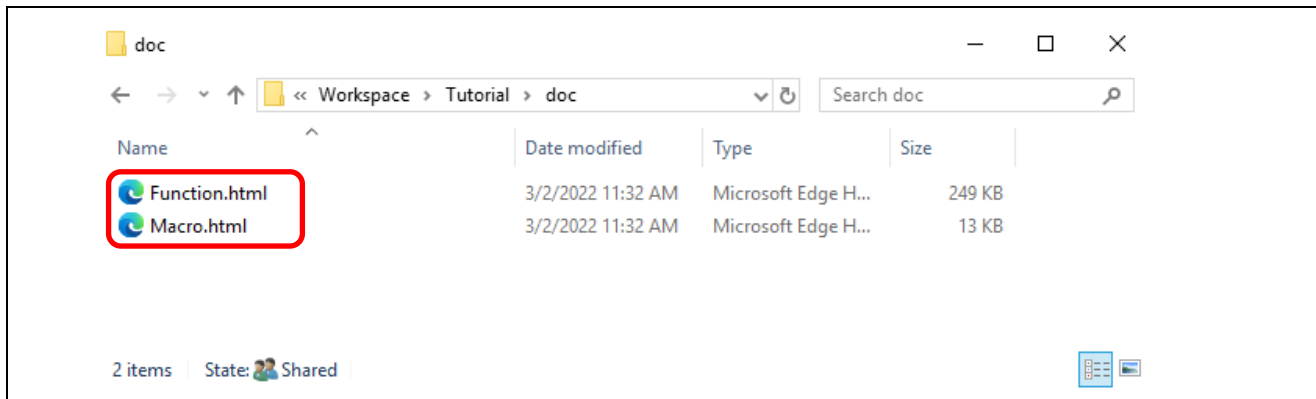 doc
« Workspace › Tutorial › doc Search doc
Name Date modified Type Size
Function.html 3/2/2022 11:32 AM Microsoft Edge H... 249 KB
Macro.html 3/2/2022 11:32 AM Microsoft Edge H... 13 KB
2 items State: Shared